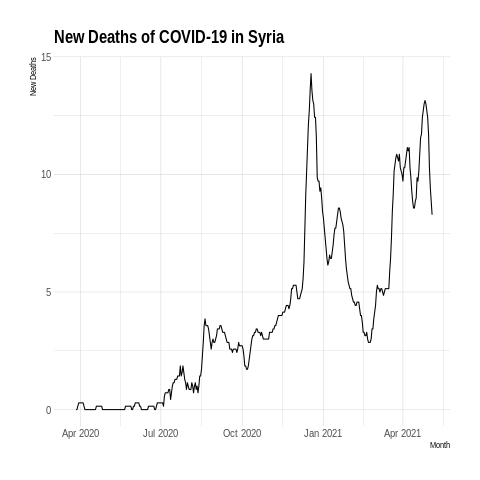 New Deaths of COVID-19 in Syria
New Deaths
15
10
5
0
Apr 2020 Jul 2020 Oct 2020 Jan 2021 Apr 2021
Month